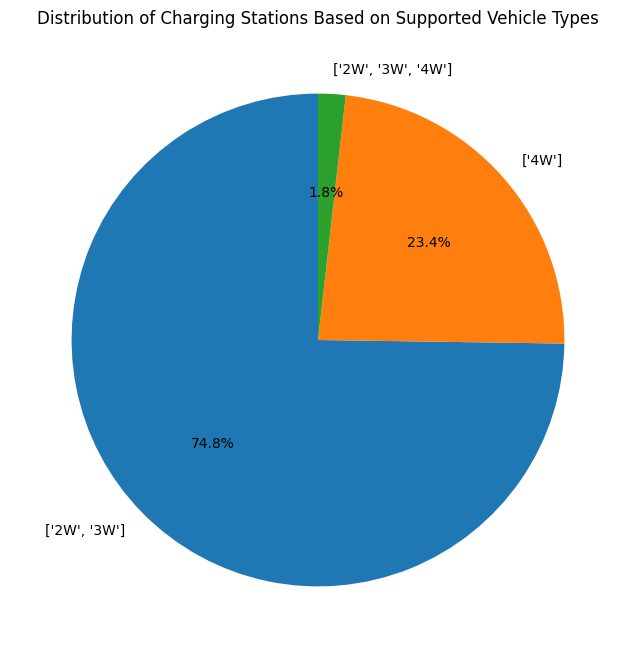 Distribution of Charging Stations Based on Supported Vehicle Types
['2W', '3W', '4W']
['4W']
1.8%
23.4%
74.8%
['2W', '3W']